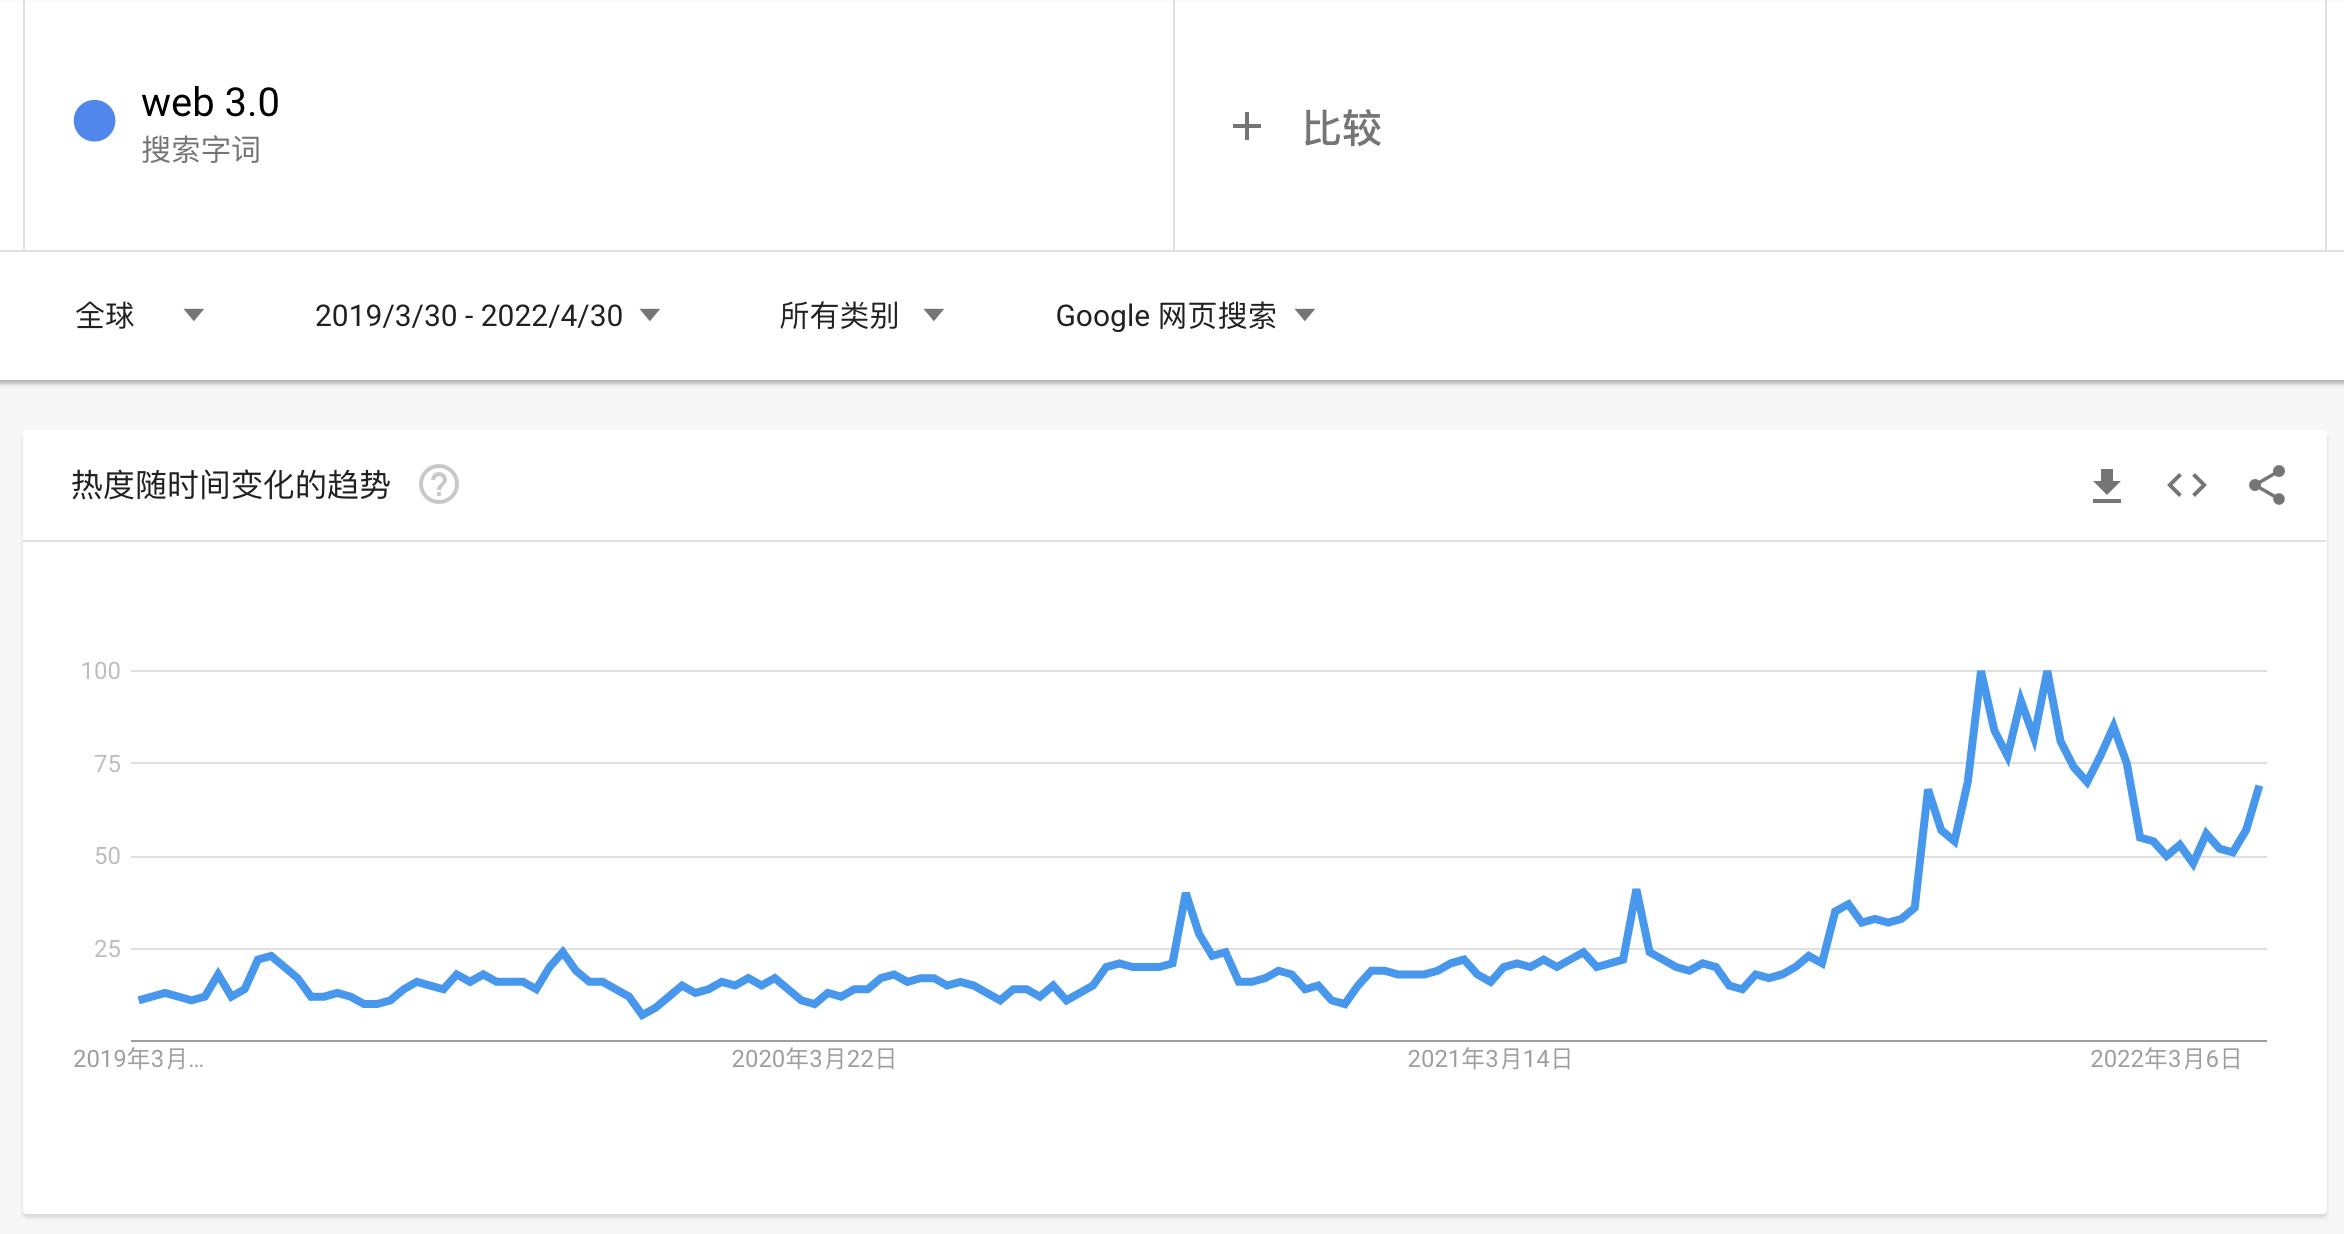 web 3.0
搜索字词
+ 比较
全球
2019/3/30 - 2022/4/30
所有类别
Google 网页搜索
热度随时间变化的趋势 ?
100
75
50
25
2019年3月...
2020年3月22日
2021年3月14日
2022年3月6日